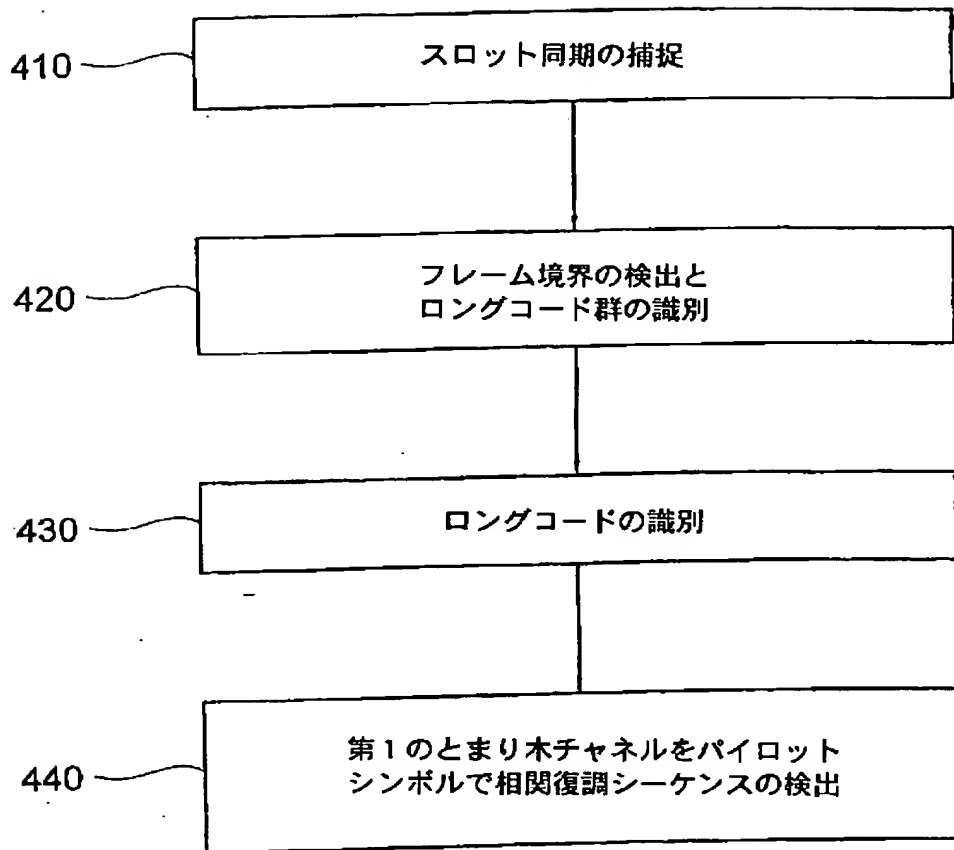 410
スロット同期の捕捉
420
フレーム境界の検出と
ロングコード群の識別
430
ロングコードの識別
440
第1のとまり木チャネルをパイロット
シンボルで相関復調シーケンスの検出